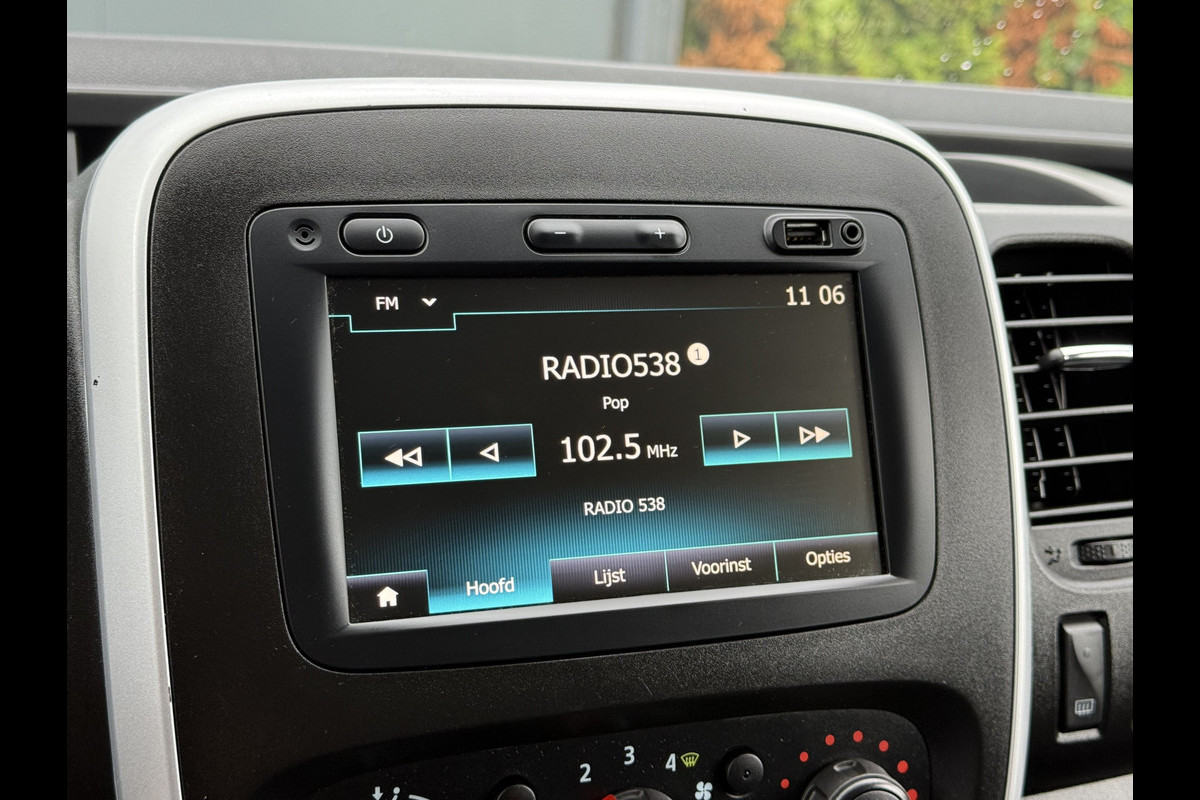 FM
11 06
RADIO538 1
Pop
102.5 MHz
RADIO 538
Hoofd Lijst Voorinst Opties
2 3 4